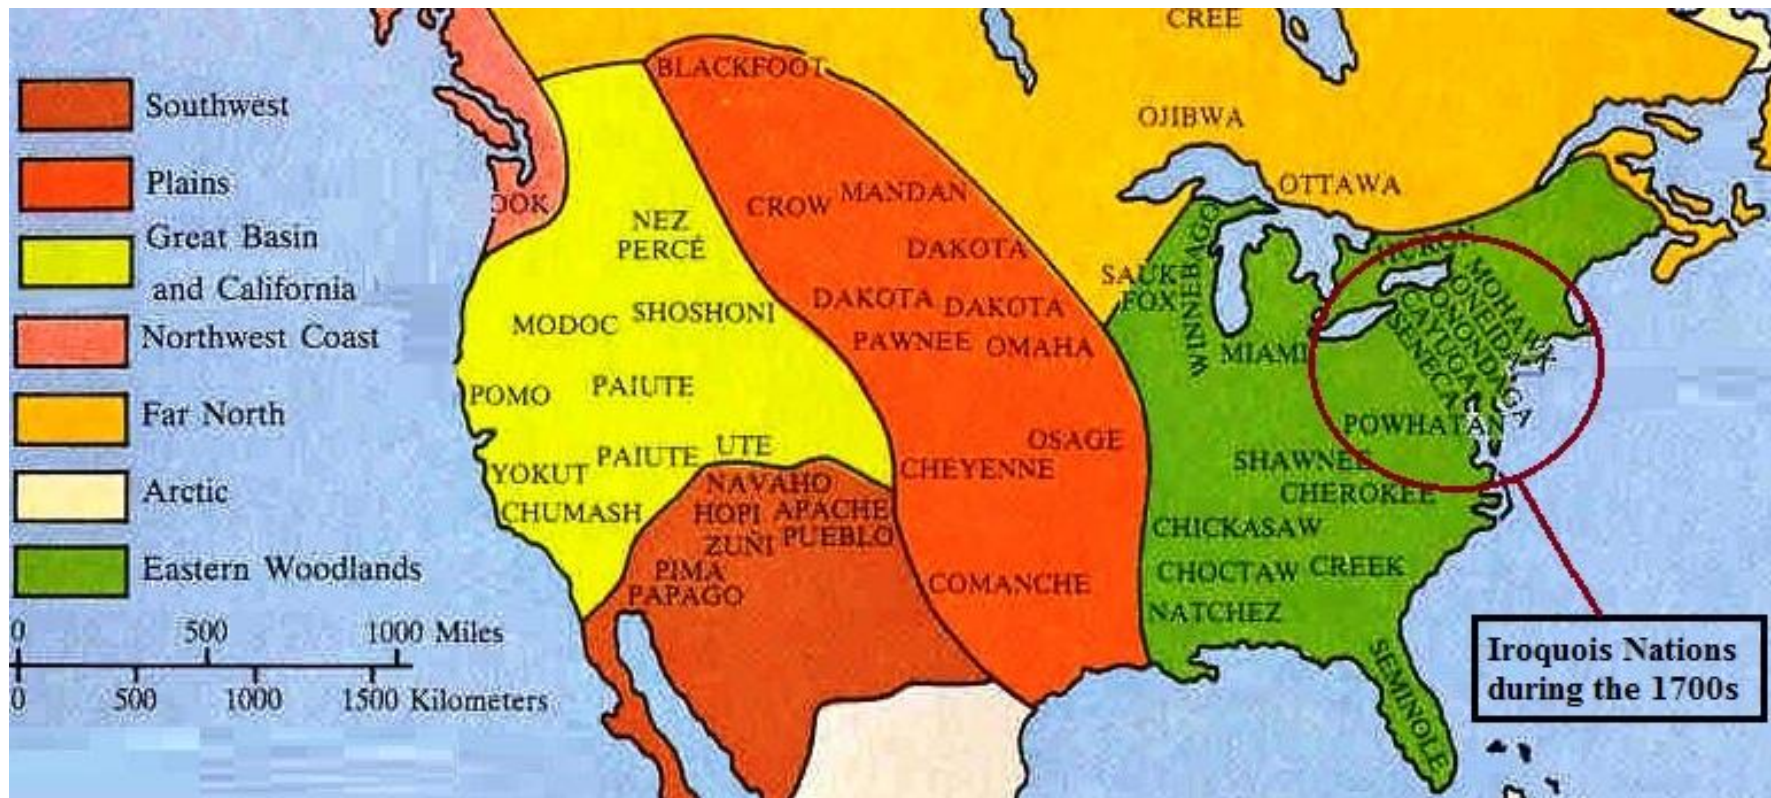 Southwest
Plains
Great Basin
and California
Northwest Coast
Far North
Arctic
Eastern Woodlands
0 500 1000 Miles
0 500 1000 1500 Kilometers
CREE
BLACKFOOT
OJIBWA
OTTAWA
OOK
NEZ
PERCÉ
CROW
MANDAN
DAKOTA
SAUK
FOX
WINNEBAGO
HURON
MOHAWK
ONEIDA
ONONDAGA
CAYUGA
SENECA
MODOC
SHOSHONI
DAKOTA
DAKOTA
PAWNEE
OMAHA
MIAMI
POMO
PAIUTE
POWHATAN
OSAGE
UTE
PAIUTE
YOKUT
CHEYENNE
SHAWNEE
CHEROKEE
CHUMASH
NAVAHO
HOPI
APACHE
ZUÑI
PUEBLO
CHICKASAW
PIMA
PAPAGO
COMANCHE
CHOCTAW
CREEK
NATCHEZ
SEMINOLE
Iroquois Nations
during the 1700s